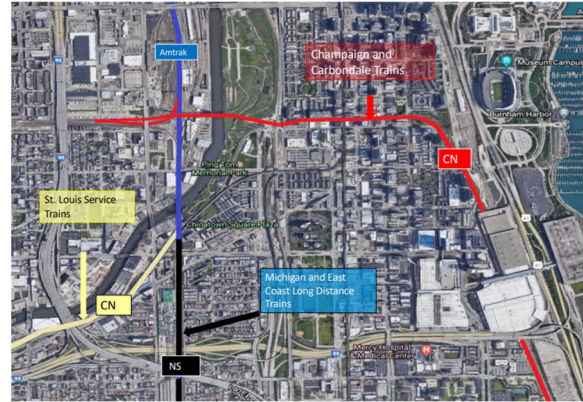 Amtrak
Champaign and
Carbondale Trains
Museum Campus
Burnham Harbor
CN
Ping Tom
Memorial Park
St. Louis Service
Trains
Chinatown Square Plaza
Michigan and East
Coast Long Distance
Trains
CN
Mercy Hospital
& Medical Center
NS